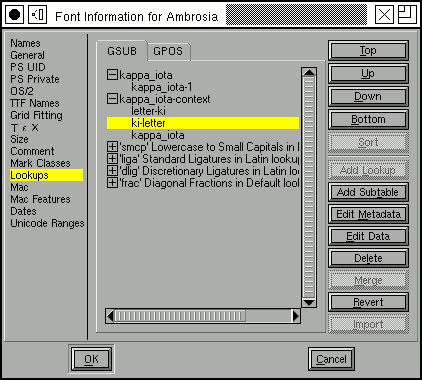 Font Information for Ambrosia
Names
General
PS UID
PS Private
OS/2
TTF Names
Grid Fitting
Τ ε Χ
Size
Comment
Mark Classes
Lookups
Mac
Mac Features
Dates
Unicode Ranges
GSUB
GPOS
kappa_iota
kappa_iota-1
kappa_iota-context
letter-ki
ki-letter
kappa_iota
'smcp' Lowercase to Small Capitals in l
'liga' Standard Ligatures in Latin lookup
'dlig' Discretionary Ligatures in Latin lo
'frac' Diagonal Fractions in Default loo
Top
Up
Down
Bottom
Sort
Add Lookup
Add Subtable
Edit Metadata
Edit Data
Delete
Merge
Revert
Import
OK
Cancel